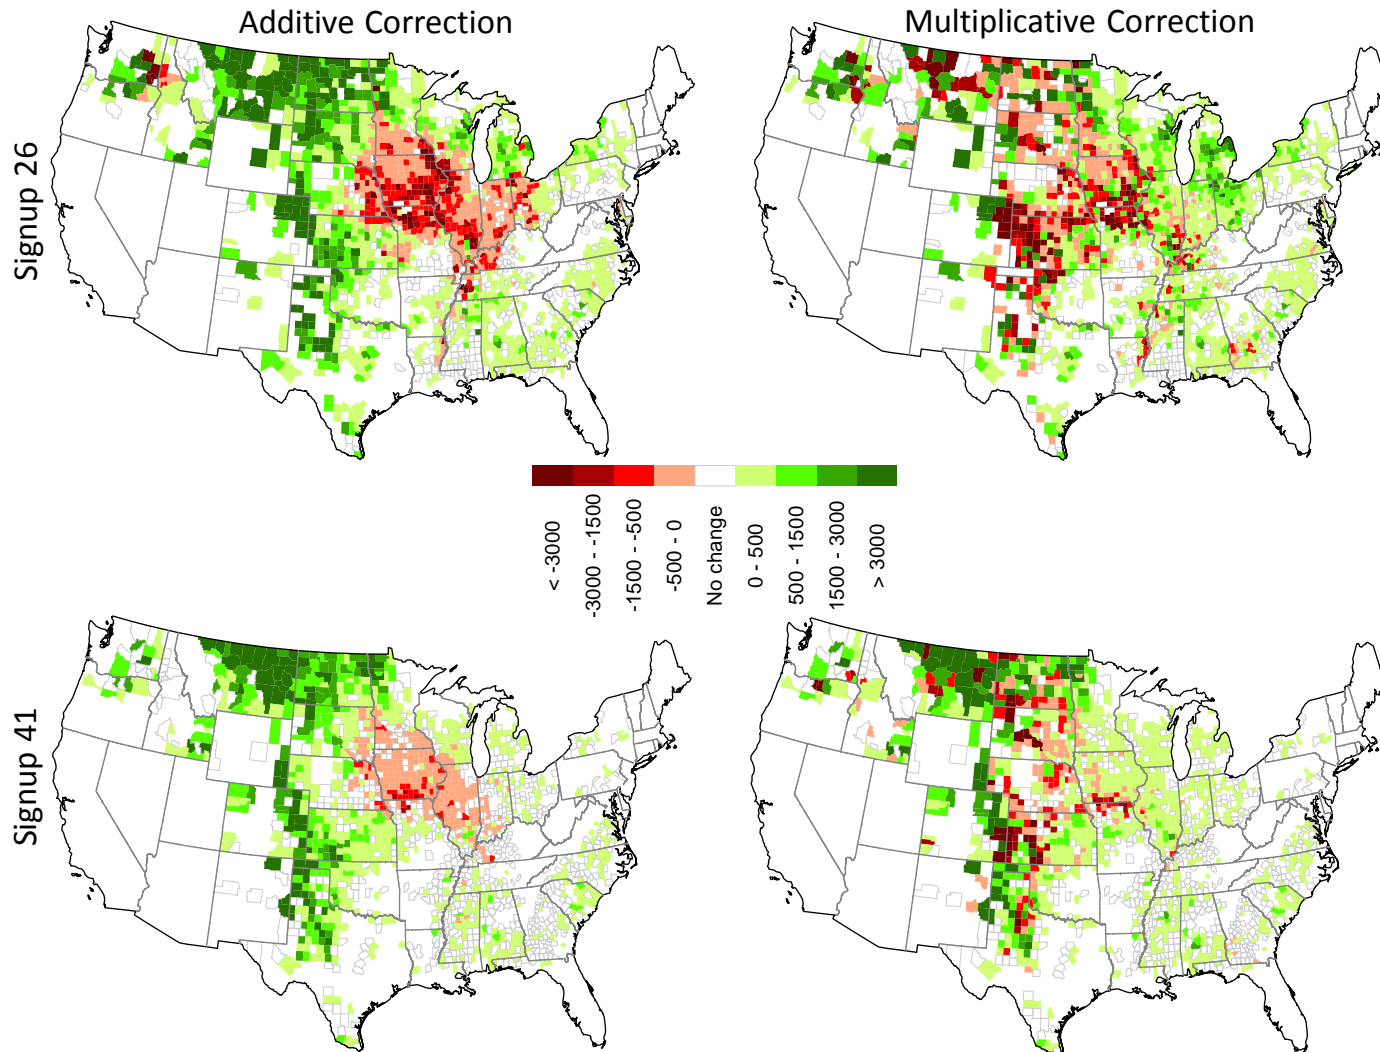 Additive Correction
Multiplicative Correction
Signup 26
< -3000
-3000 - -1500
-1500 - -500
-500 - 0
No change
0 - 500
500 - 1500
1500 - 3000
> 3000
Signup 41